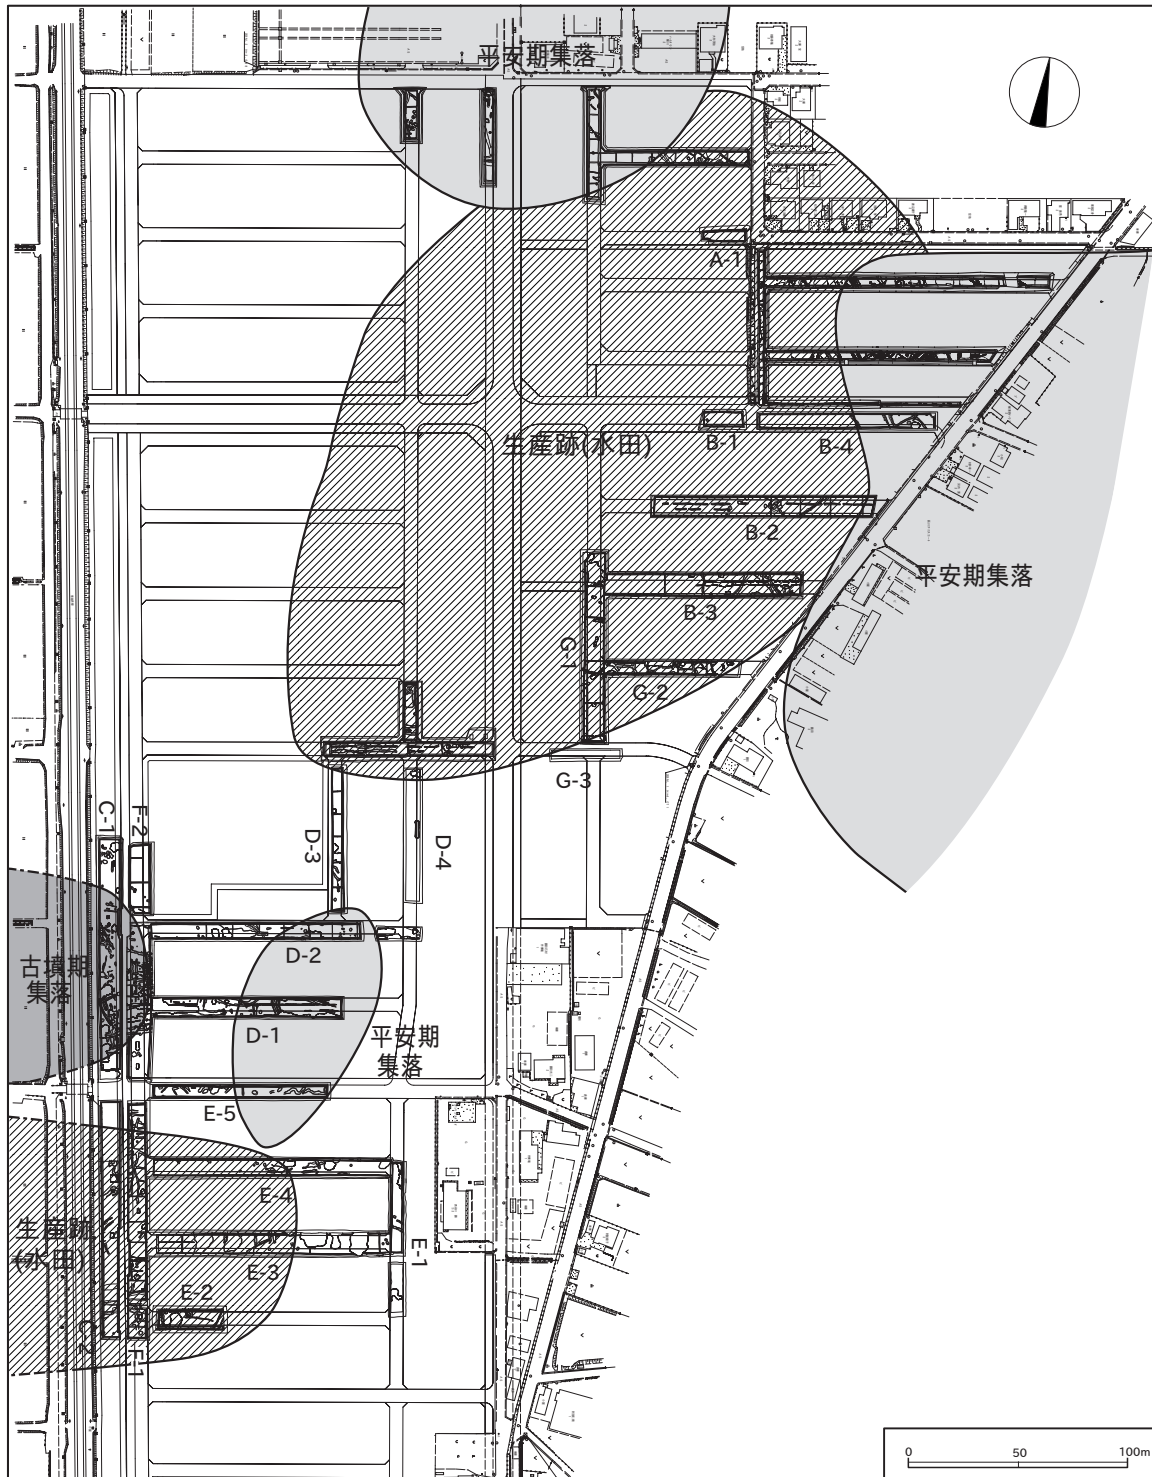 平安期集落
A-1
生産跡(水田)
B-1
B-4
B-2
平安期集落
B-3
G-1
G-2
G-3
C-1
F-2
D-3
D-4
古墳期
集落
D-2
D-1
平安期
集落
E-5
E-4
生産跡
(水田)
E-1
E-3
E-2
C-2
F-1
0 50 100m